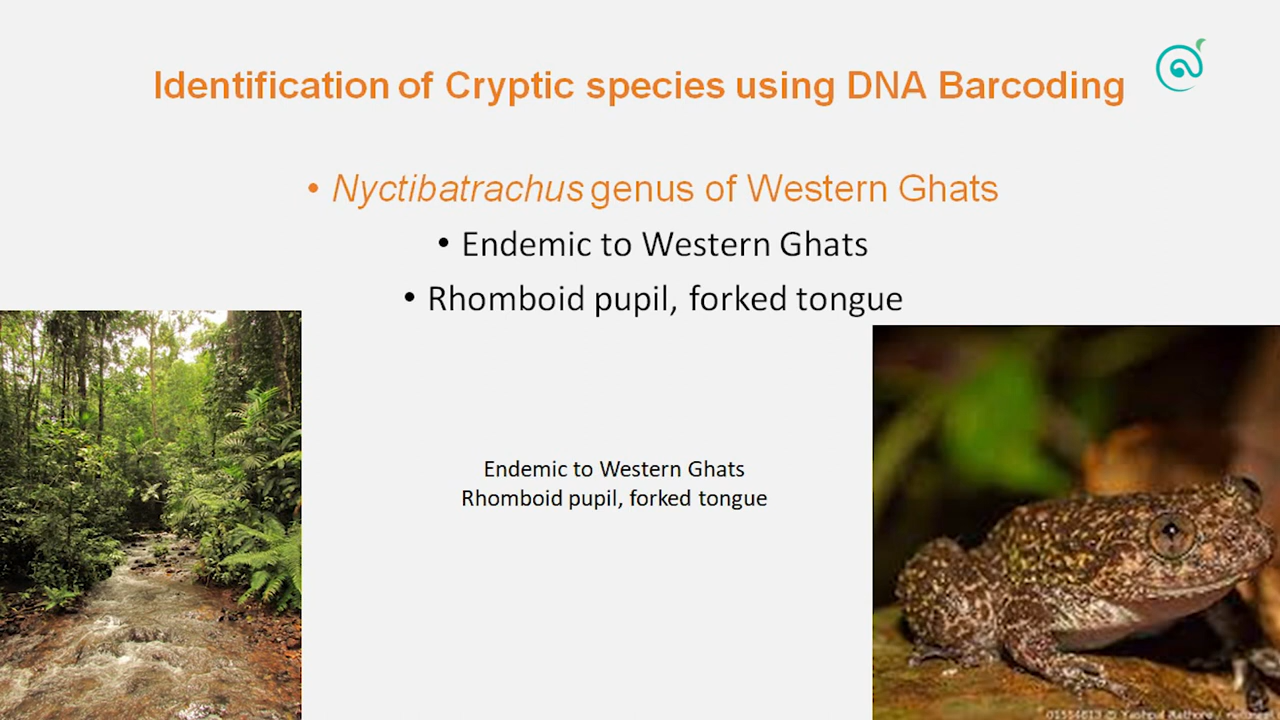 Identification of Cryptic species using DNA Barcoding
• Nyctibatrachus genus of Western Ghats
• Endemic to Western Ghats
• Rhomboid pupil, forked tongue
Endemic to Western Ghats
Rhomboid pupil, forked tongue